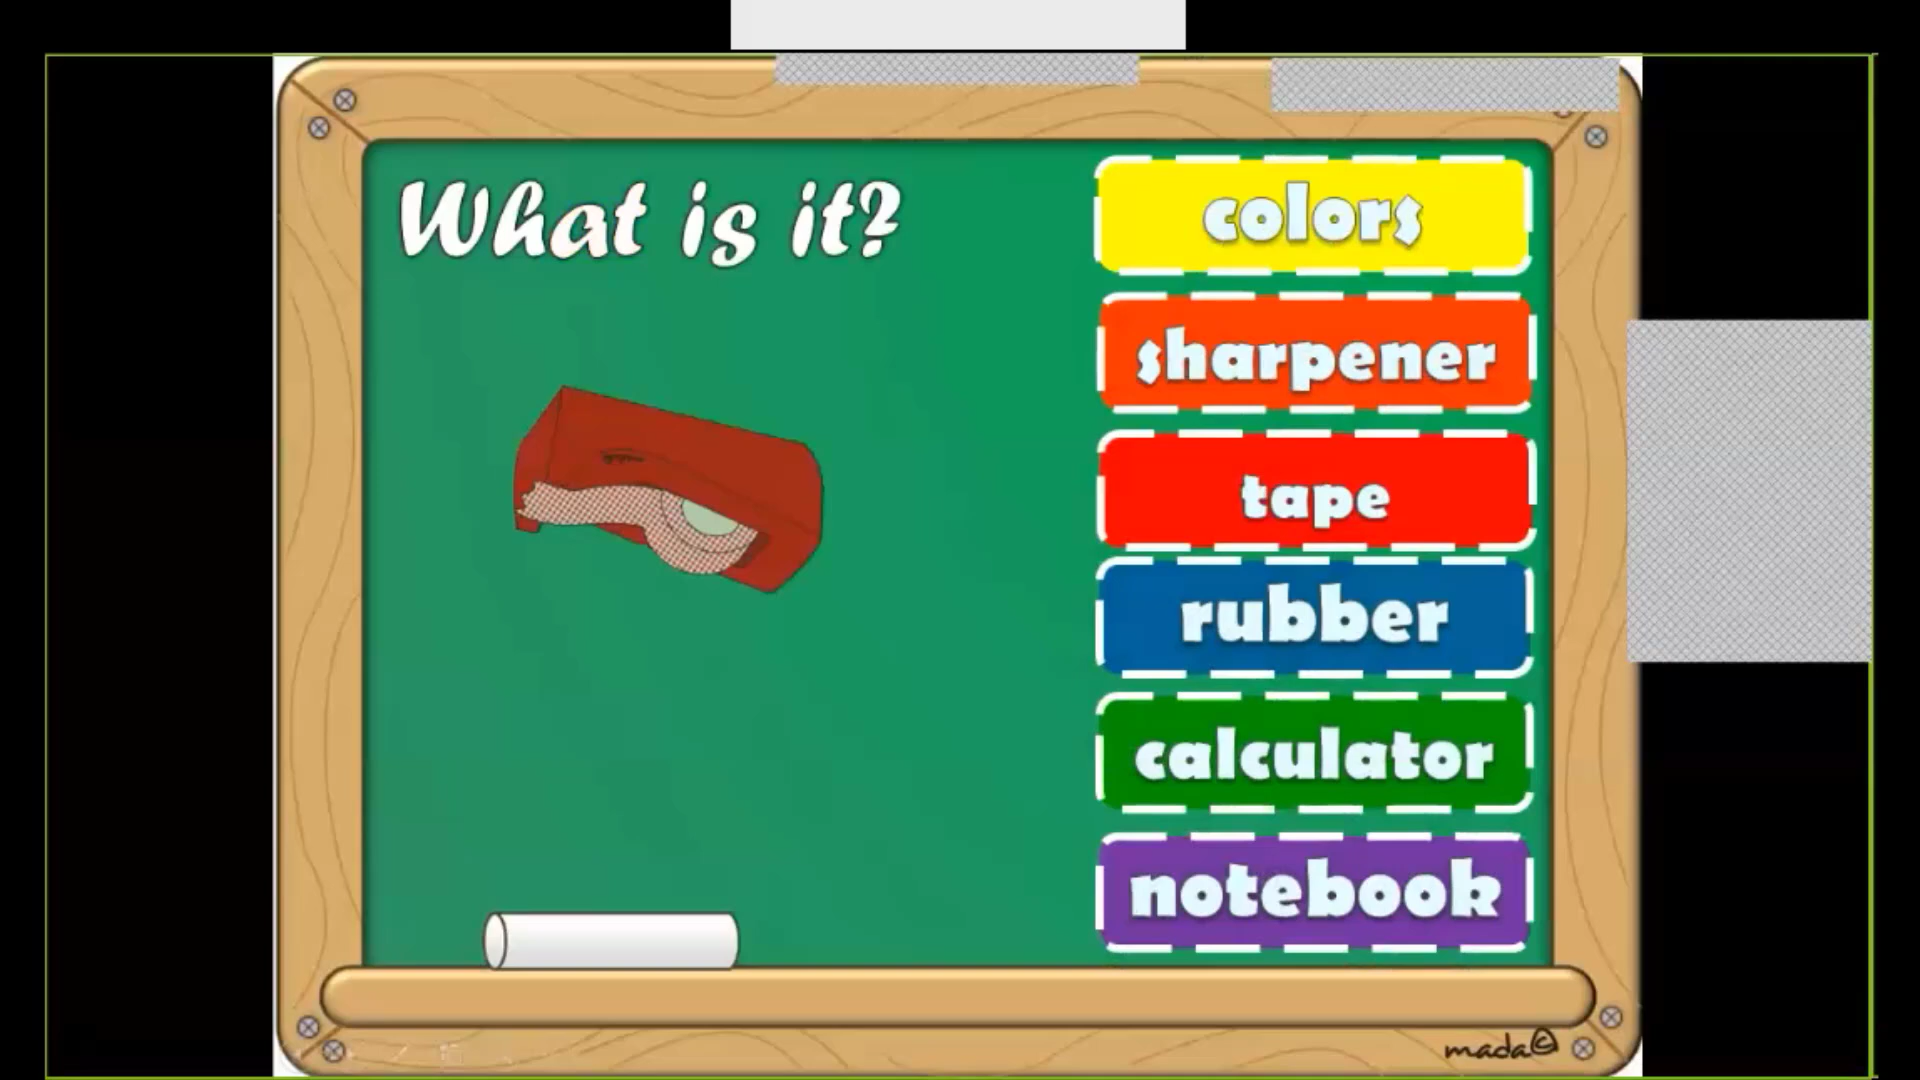 What is it?
colors
sharpener
tape
rubber
calculator
notebook
mada©